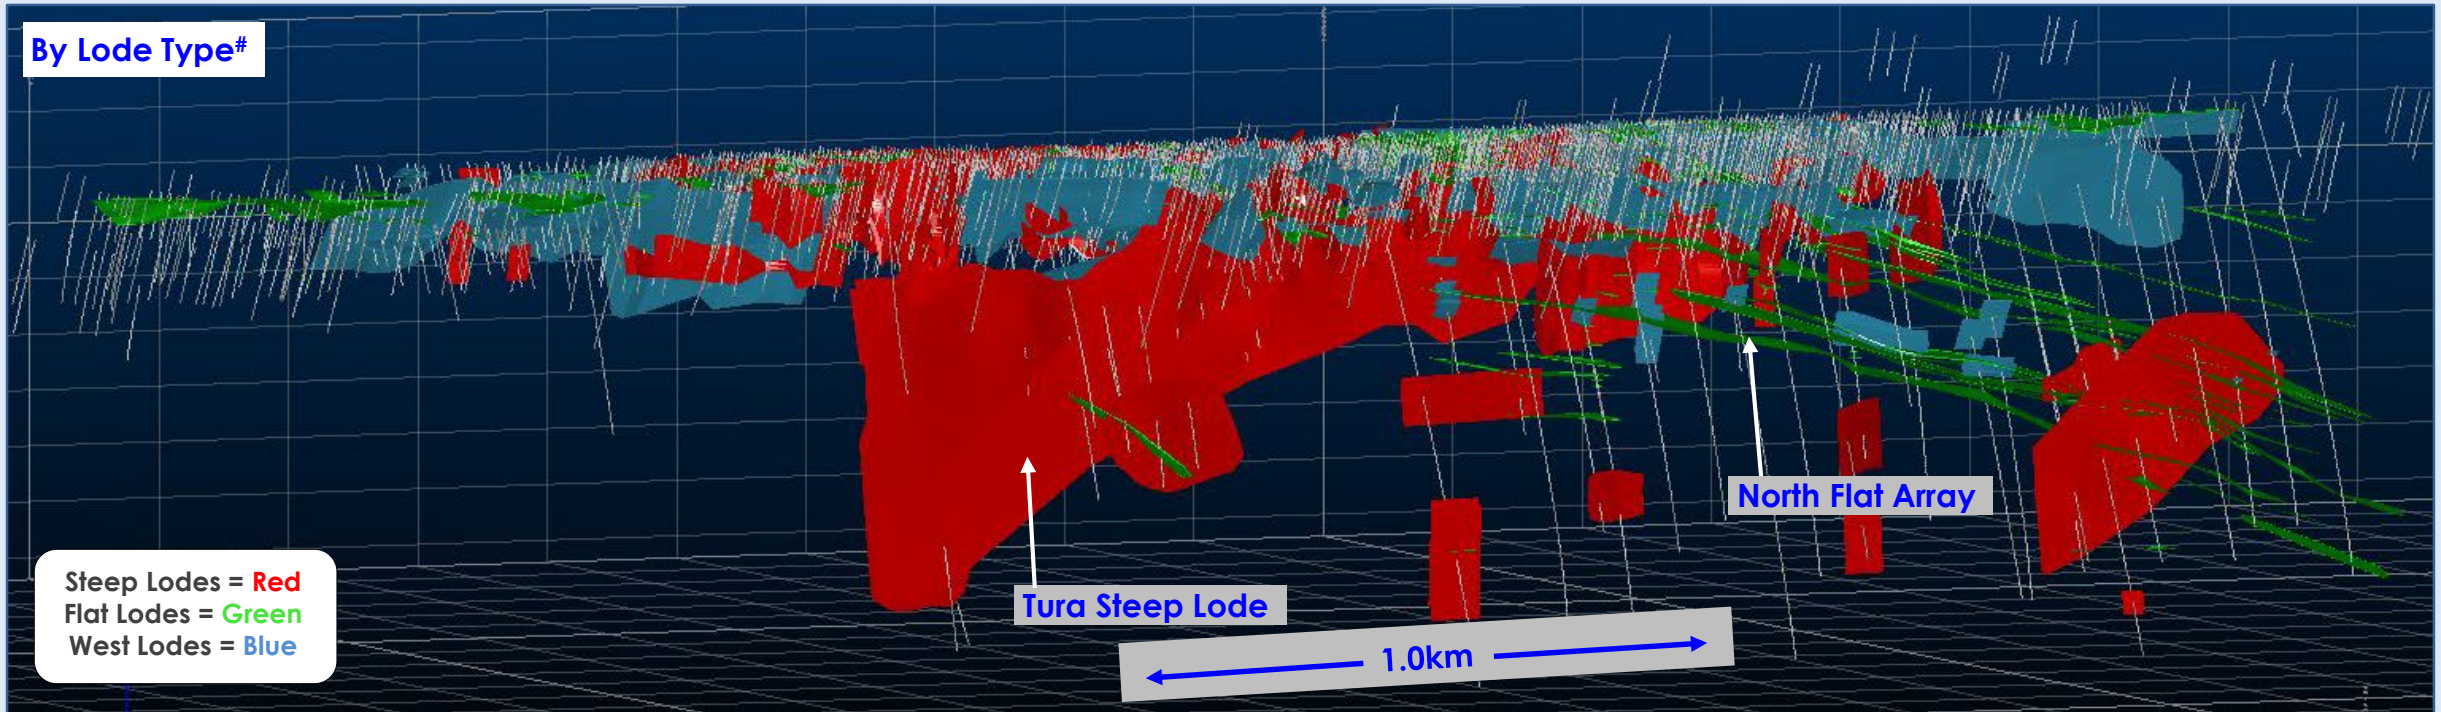 By Lode Type#
North Flat Array
Steep Lodes = Red
Flat Lodes = Green
West Lodes = Blue
Tura Steep Lode
1.0km